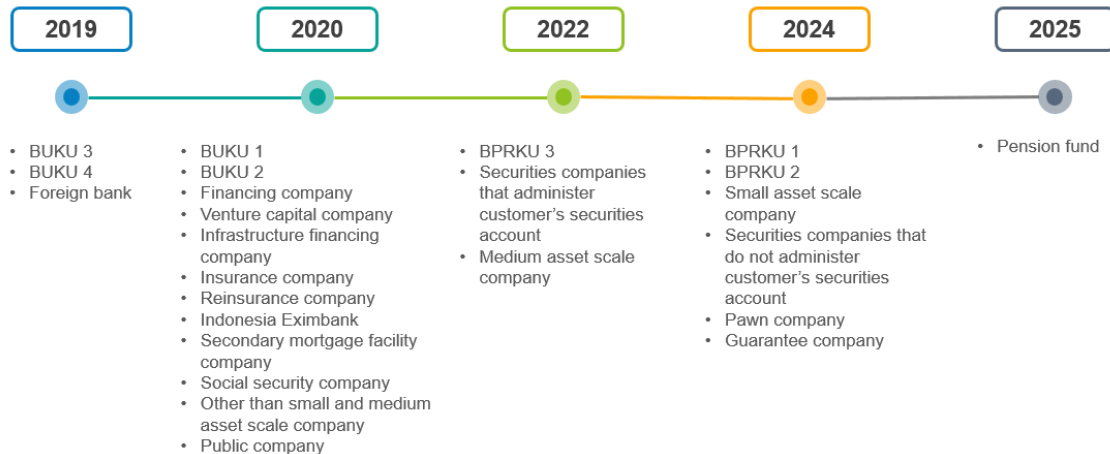 2019
2020
2022
2024
2025
• BUKU 3
• BUKU 4
• Foreign bank
• BUKU 1
• BUKU 2
• Financing company
• Venture capital company
• Infrastructure financing
company
• Insurance company
• Reinsurance company
• Indonesia Eximbank
• Secondary mortgage facility
company
• Social security company
• Other than small and medium
asset scale company
• Public company
• BPRKU 3
• Securities companies
that administer
customer's securities
account
• Medium asset scale
company
• BPRKU 1
• BPRKU 2
• Small asset scale
company
• Securities companies that
do not administer
customer's securities
account
• Pawn company
• Guarantee company
• Pension fund